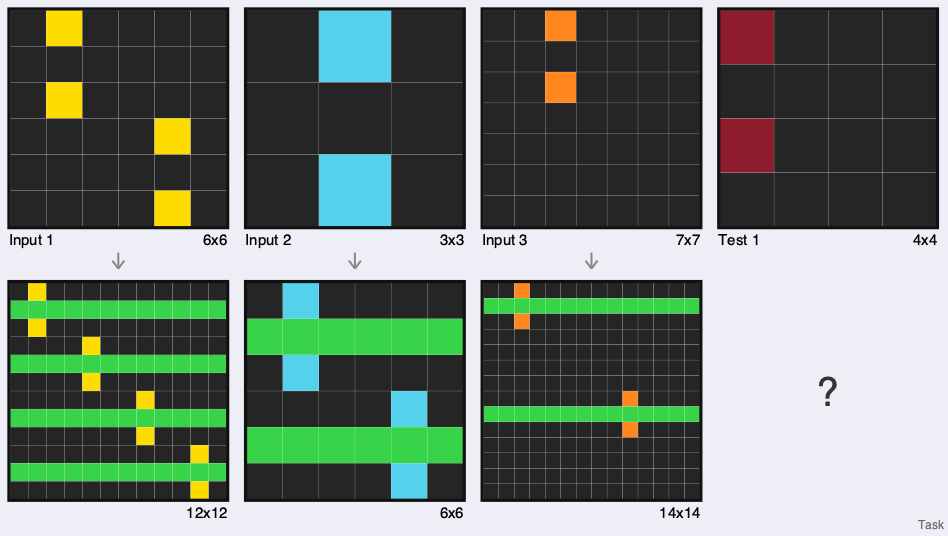 Input 1 6x6
Input 2 3x3
Input 3 7x7
Test 1 4x4
?
12x12
6x6
14x14
Task